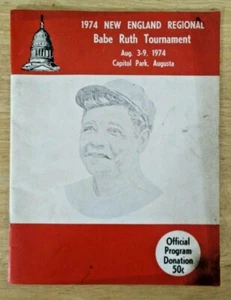 1974 NEW ENGLAND REGIONAL
Babe Ruth Tournament
Aug. 3-9, 1974
Capitol Park, Augusta
Official
Program
Donation
50c